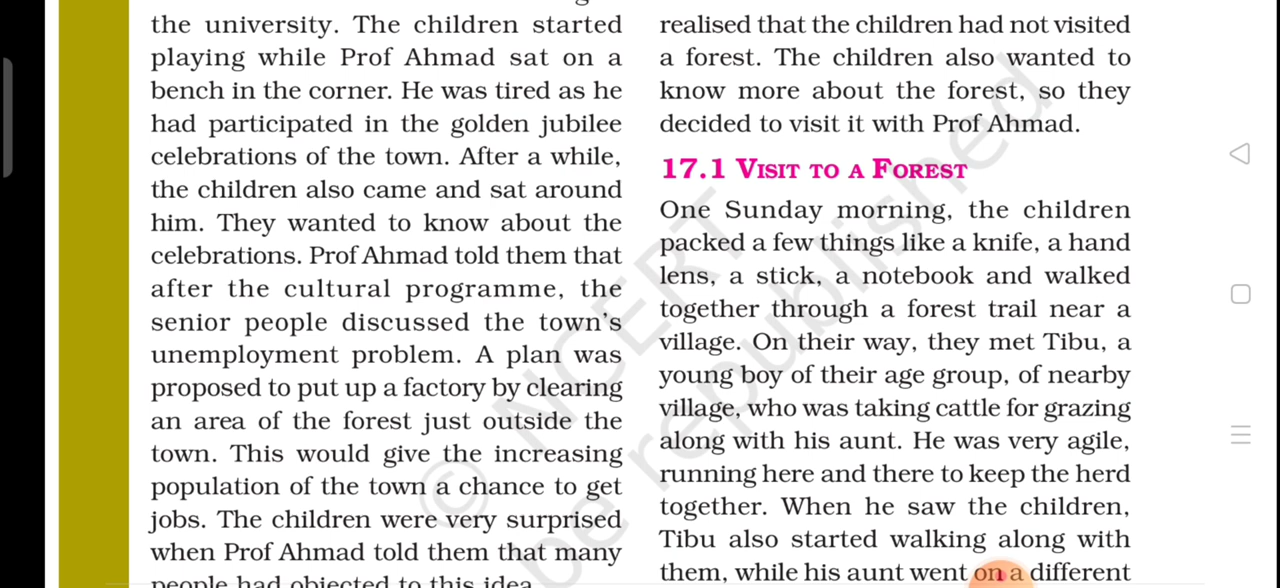 the university. The children started
playing while Prof Ahmad sat on a
bench in the corner. He was tired as he
had participated in the golden jubilee
celebrations of the town. After a while,
the children also came and sat around
him. They wanted to know about the
celebrations. Prof Ahmad told them that
after the cultural programme, the
senior people discussed the town's
unemployment problem. A plan was
proposed to put up a factory by clearing
an area of the forest just outside the
town. This would give the increasing
population of the town a chance to get
jobs. The children were very surprised
when Prof Ahmad told them that many
people had objected to this idea.
realised that the children had not visited
a forest. The children also wanted to
know more about the forest, so they
decided to visit it with Prof Ahmad.
17.1 VISIT TO A FOREST
One Sunday morning, the children
packed a few things like a knife, a hand
lens, a stick, a notebook and walked
together through a forest trail near a
village. On their way, they met Tibu, a
young boy of their age group, of nearby
village, who was taking cattle for grazing
along with his aunt. He was very agile,
running here and there to keep the herd
together. When he saw the children,
Tibu also started walking along with
them, while his aunt went on a different
© NCERT
be republished